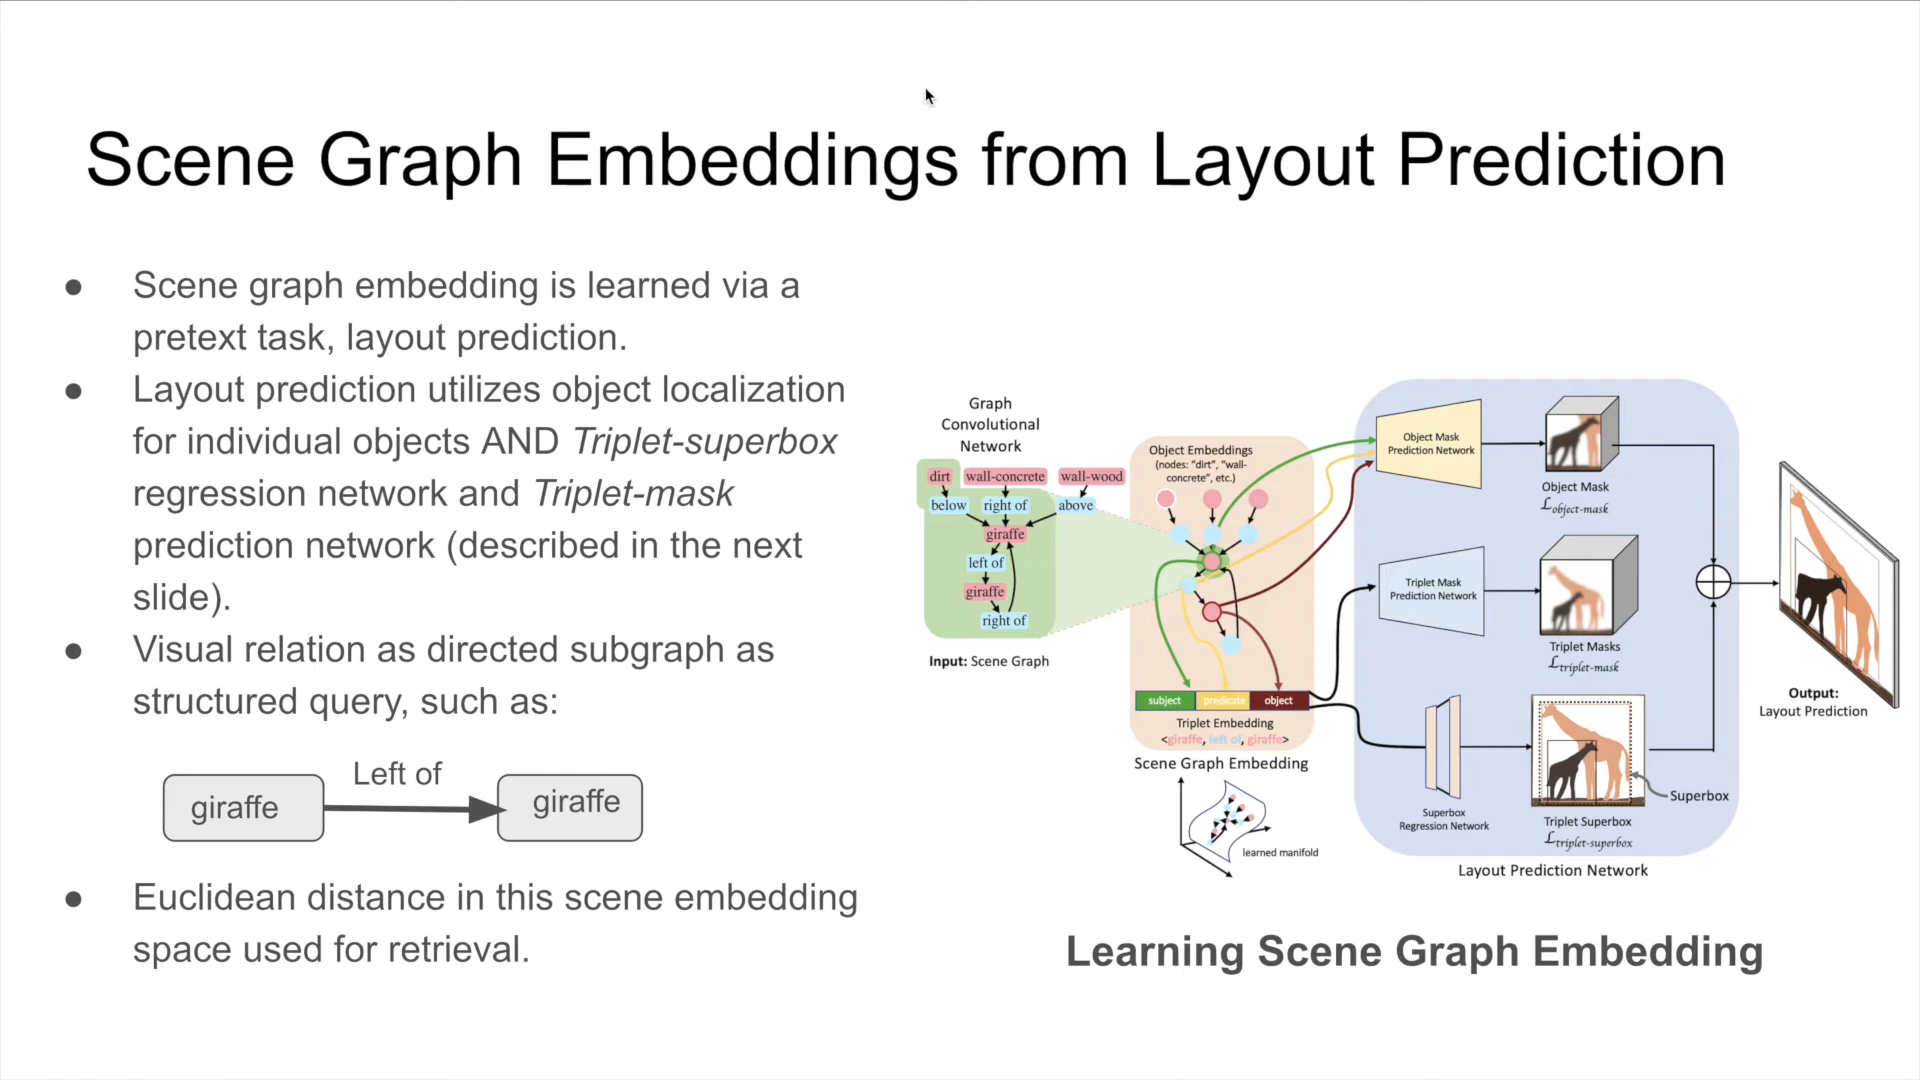 Scene Graph Embeddings from Layout Prediction
● Scene graph embedding is learned via a
pretext task, layout prediction.
● Layout prediction utilizes object localization
for individual objects AND Triplet-superbox
regression network and Triplet-mask
prediction network (described in the next
slide).
● Visual relation as directed subgraph as
structured query, such as:
giraffe
Left of
giraffe
● Euclidean distance in this scene embedding
space used for retrieval.
Graph
Convolutional
Network
dirt
wall-concrete
wall-wood
below
right of
above
giraffe
left of
giraffe
right of
Input: Scene Graph
Object Embeddings
(nodes: “dirt”, “wall-
concrete”, etc.)
subject
predicate
object
Triplet Embedding
<giraffe, left of, giraffe>
Scene Graph Embedding
learned manifold
Object Mask
Prediction Network
Object Mask
ℒobject-mask
Triplet Mask
Prediction Network
Triplet Masks
ℒtriplet-mask
Superbox
Regression Network
Superbox
Triplet Superbox
ℒtriplet-superbox
Layout Prediction Network
Output:
Layout Prediction
Learning Scene Graph Embedding